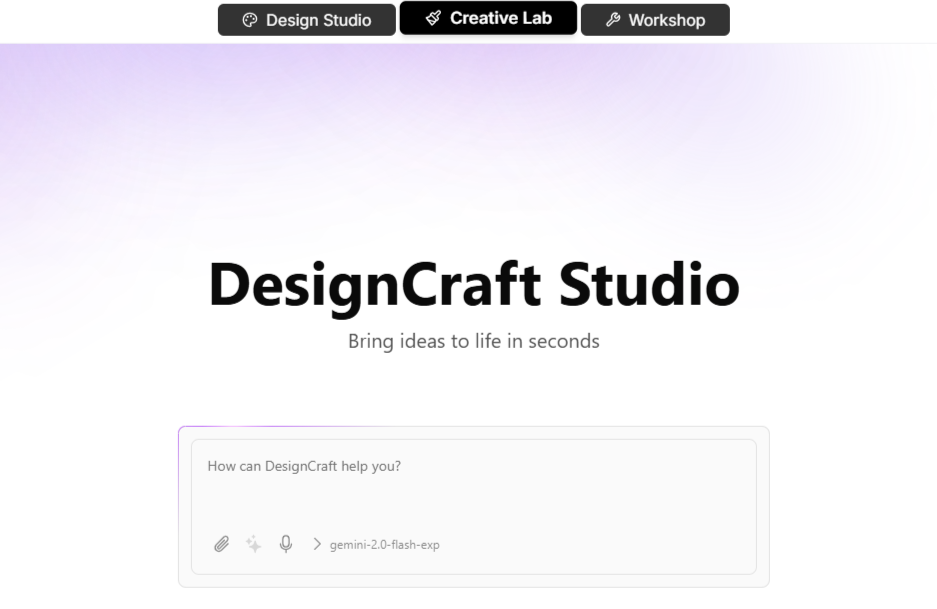 Design Studio
Creative Lab
Workshop
DesignCraft Studio
Bring ideas to life in seconds
How can DesignCraft help you?
gemini-2.0-flash-exp